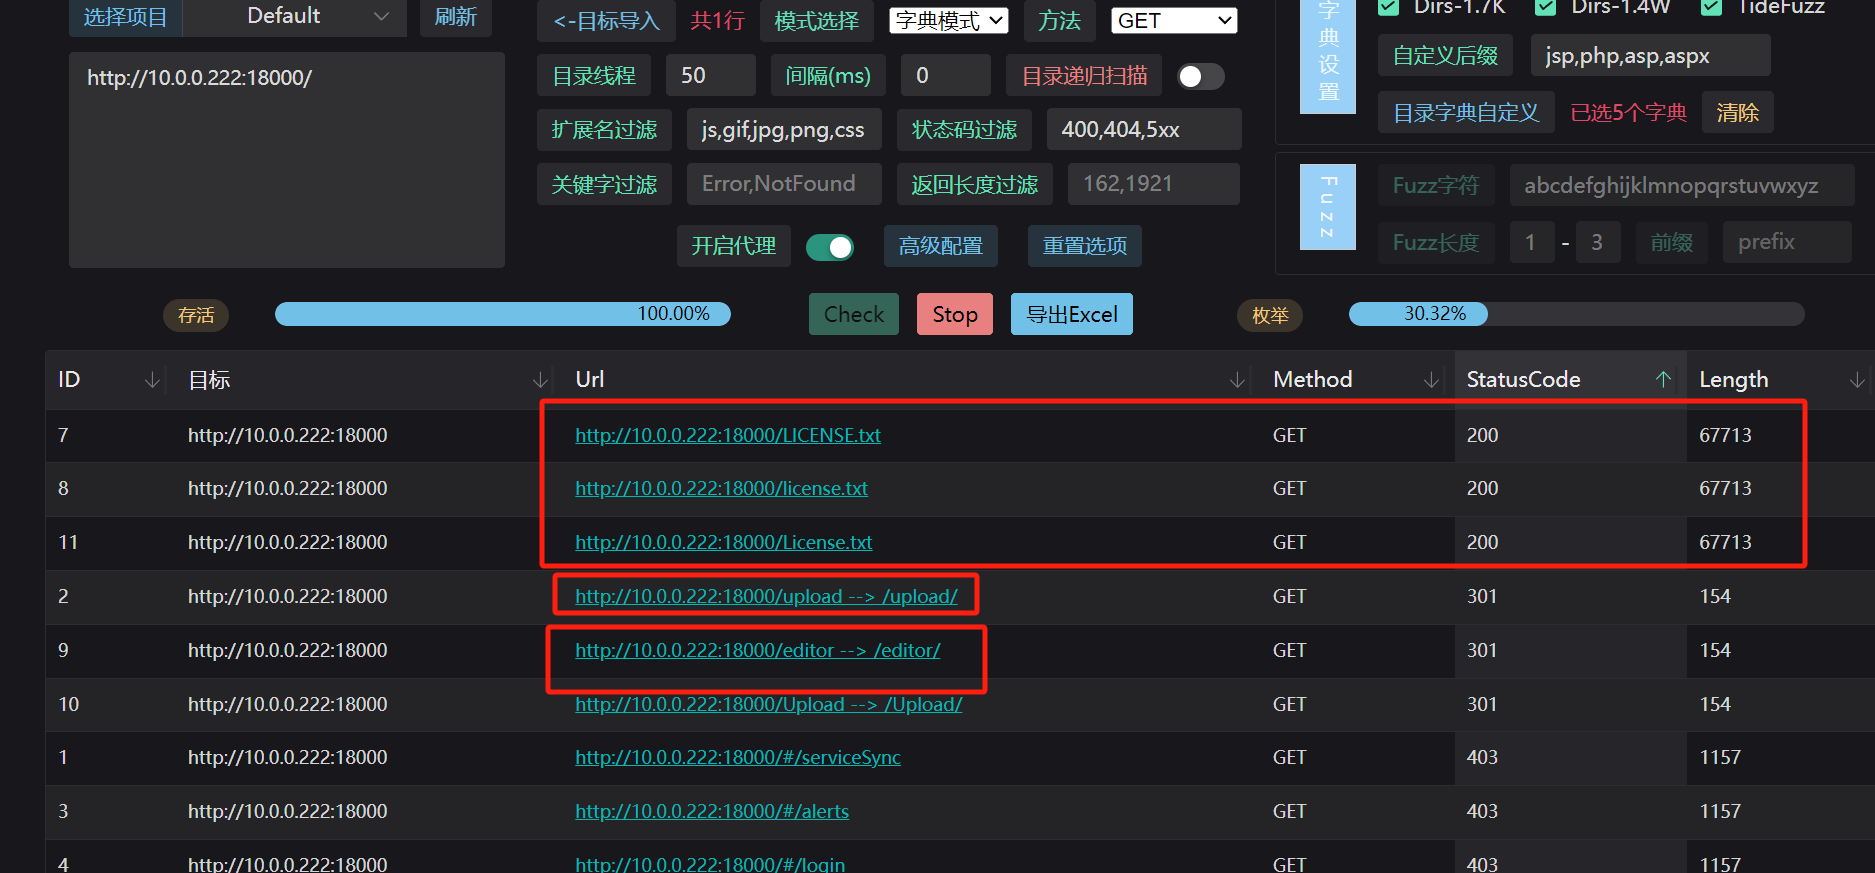 选择项目 Default 刷新 <-目标导入 共1行 模式选择 字典模式 方法 GET
http://10.0.0.222:18000/
目录线程 50 间隔(ms) 0 目录递归扫描
扩展名过滤 js,gif,jpg,png,css 状态码过滤 400,404,5xx
关键字过滤 Error,NotFound 返回长度过滤 162,1921
开启代理 高级配置 重置选项
字典设置
Dirs-1.7K Dirs-1.4W TideFuzz
自定义后缀 jsp,php,asp,aspx
目录字典自定义 已选5个字典 清除
Fuzz
Fuzz字符 abcdefghijklmnopqrstuvwxyz
Fuzz长度 1 - 3 前缀 prefix
存活 100.00% Check Stop 导出Excel 枚举 30.32%
ID 目标 Url Method StatusCode Length
7 http://10.0.0.222:18000 http://10.0.0.222:18000/LICENSE.txt GET 200 67713
8 http://10.0.0.222:18000 http://10.0.0.222:18000/license.txt GET 200 67713
11 http://10.0.0.222:18000 http://10.0.0.222:18000/License.txt GET 200 67713
2 http://10.0.0.222:18000 http://10.0.0.222:18000/upload --> /upload/ GET 301 154
9 http://10.0.0.222:18000 http://10.0.0.222:18000/editor --> /editor/ GET 301 154
10 http://10.0.0.222:18000 http://10.0.0.222:18000/Upload --> /Upload/ GET 301 154
1 http://10.0.0.222:18000 http://10.0.0.222:18000/#/serviceSync GET 403 1157
3 http://10.0.0.222:18000 http://10.0.0.222:18000/#/alerts GET 403 1157
4 http://10.0.0.222:18000 http://10.0.0.222:18000/#/login GET 403 1157